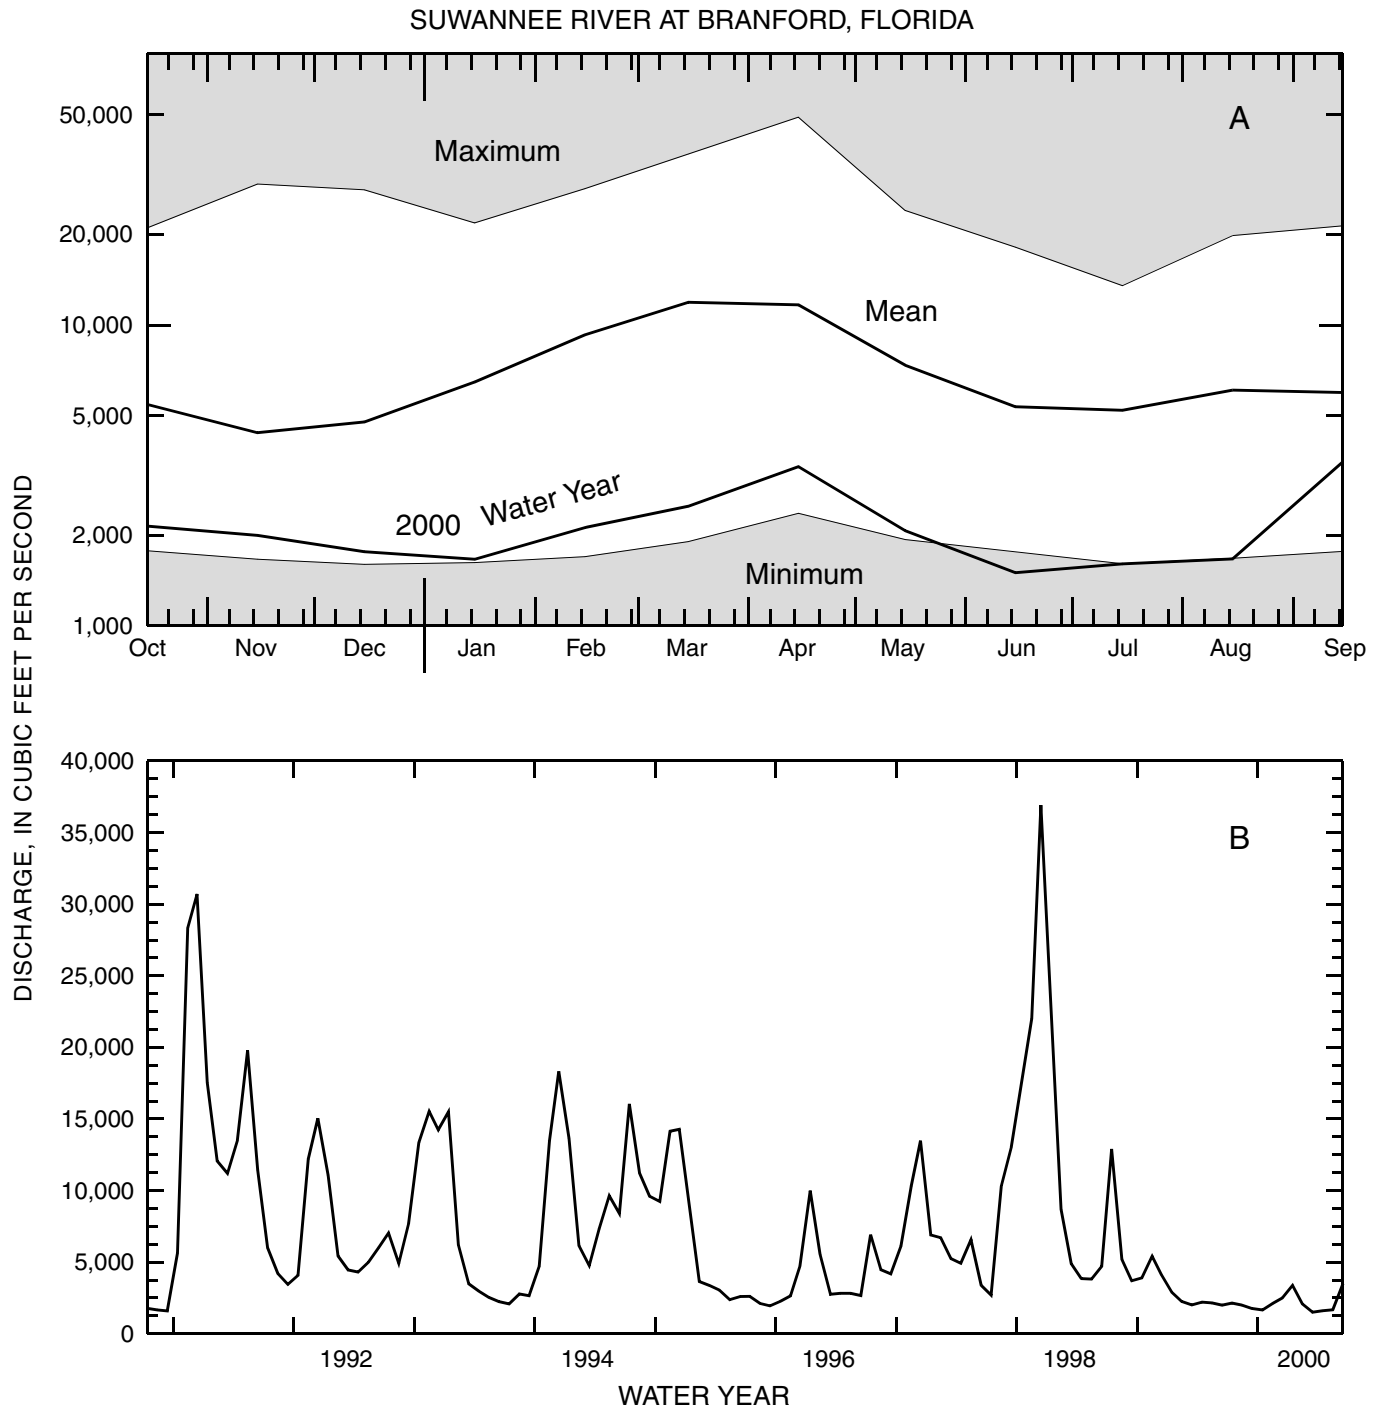 SUWANNEE RIVER AT BRANFORD, FLORIDA
A
50,000
Maximum
20,000
Mean
10,000
5,000
2000 Water Year
2,000
Minimum
1,000
Oct Nov Dec Jan Feb Mar Apr May Jun Jul Aug Sep
DISCHARGE, IN CUBIC FEET PER SECOND
40,000
B
35,000
30,000
25,000
20,000
15,000
10,000
5,000
0
1992 1994 1996 1998 2000
WATER YEAR